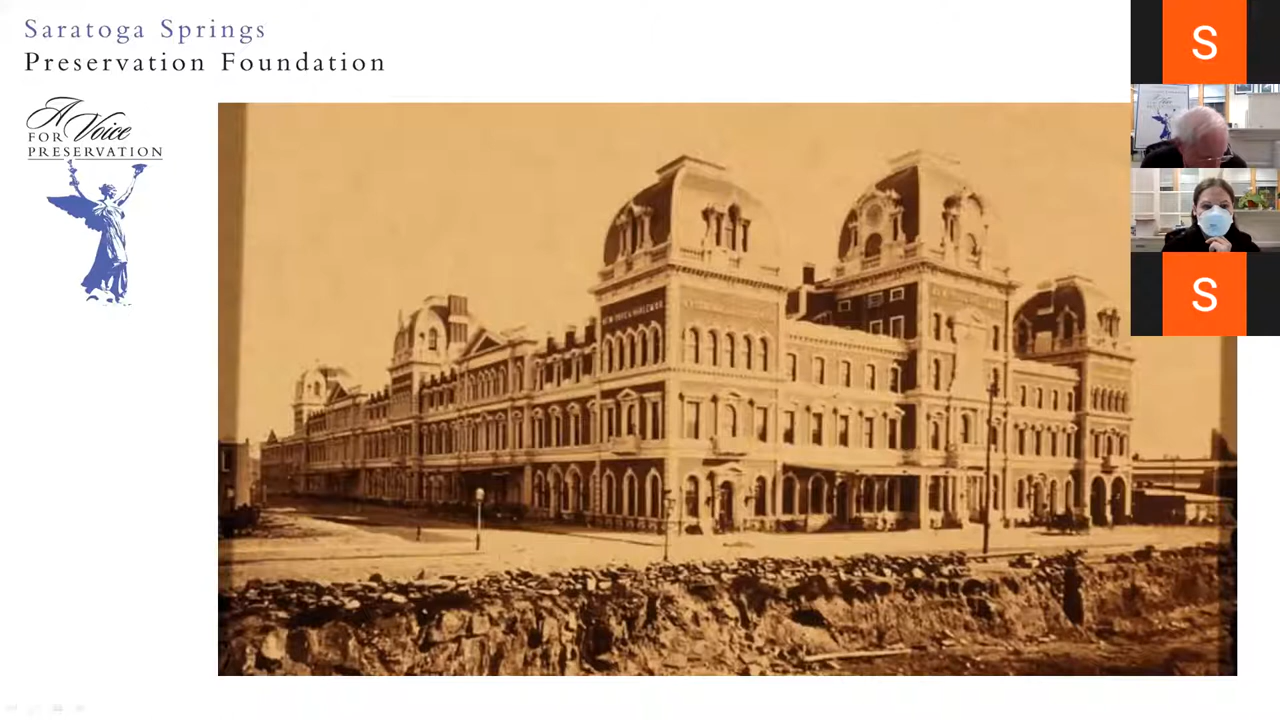 Saratoga Springs
Preservation Foundation
A Voice
FOR
PRESERVATION
NEW YORK & HARLEM R.R.
S
S